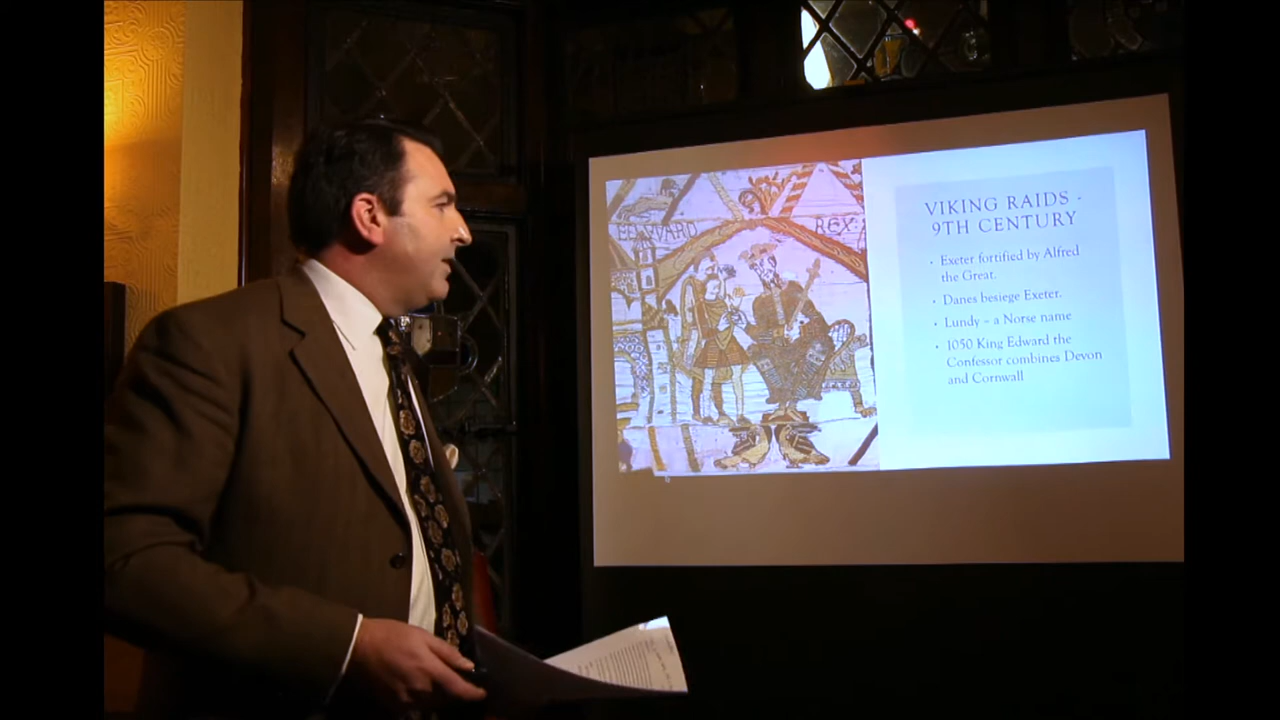 EDWARD REX:
VIKING RAIDS -
9TH CENTURY
· Exeter fortified by Alfred
the Great.
· Danes besiege Exeter.
· Lundy – a Norse name
· 1050 King Edward the
Confessor combines Devon
and Cornwall